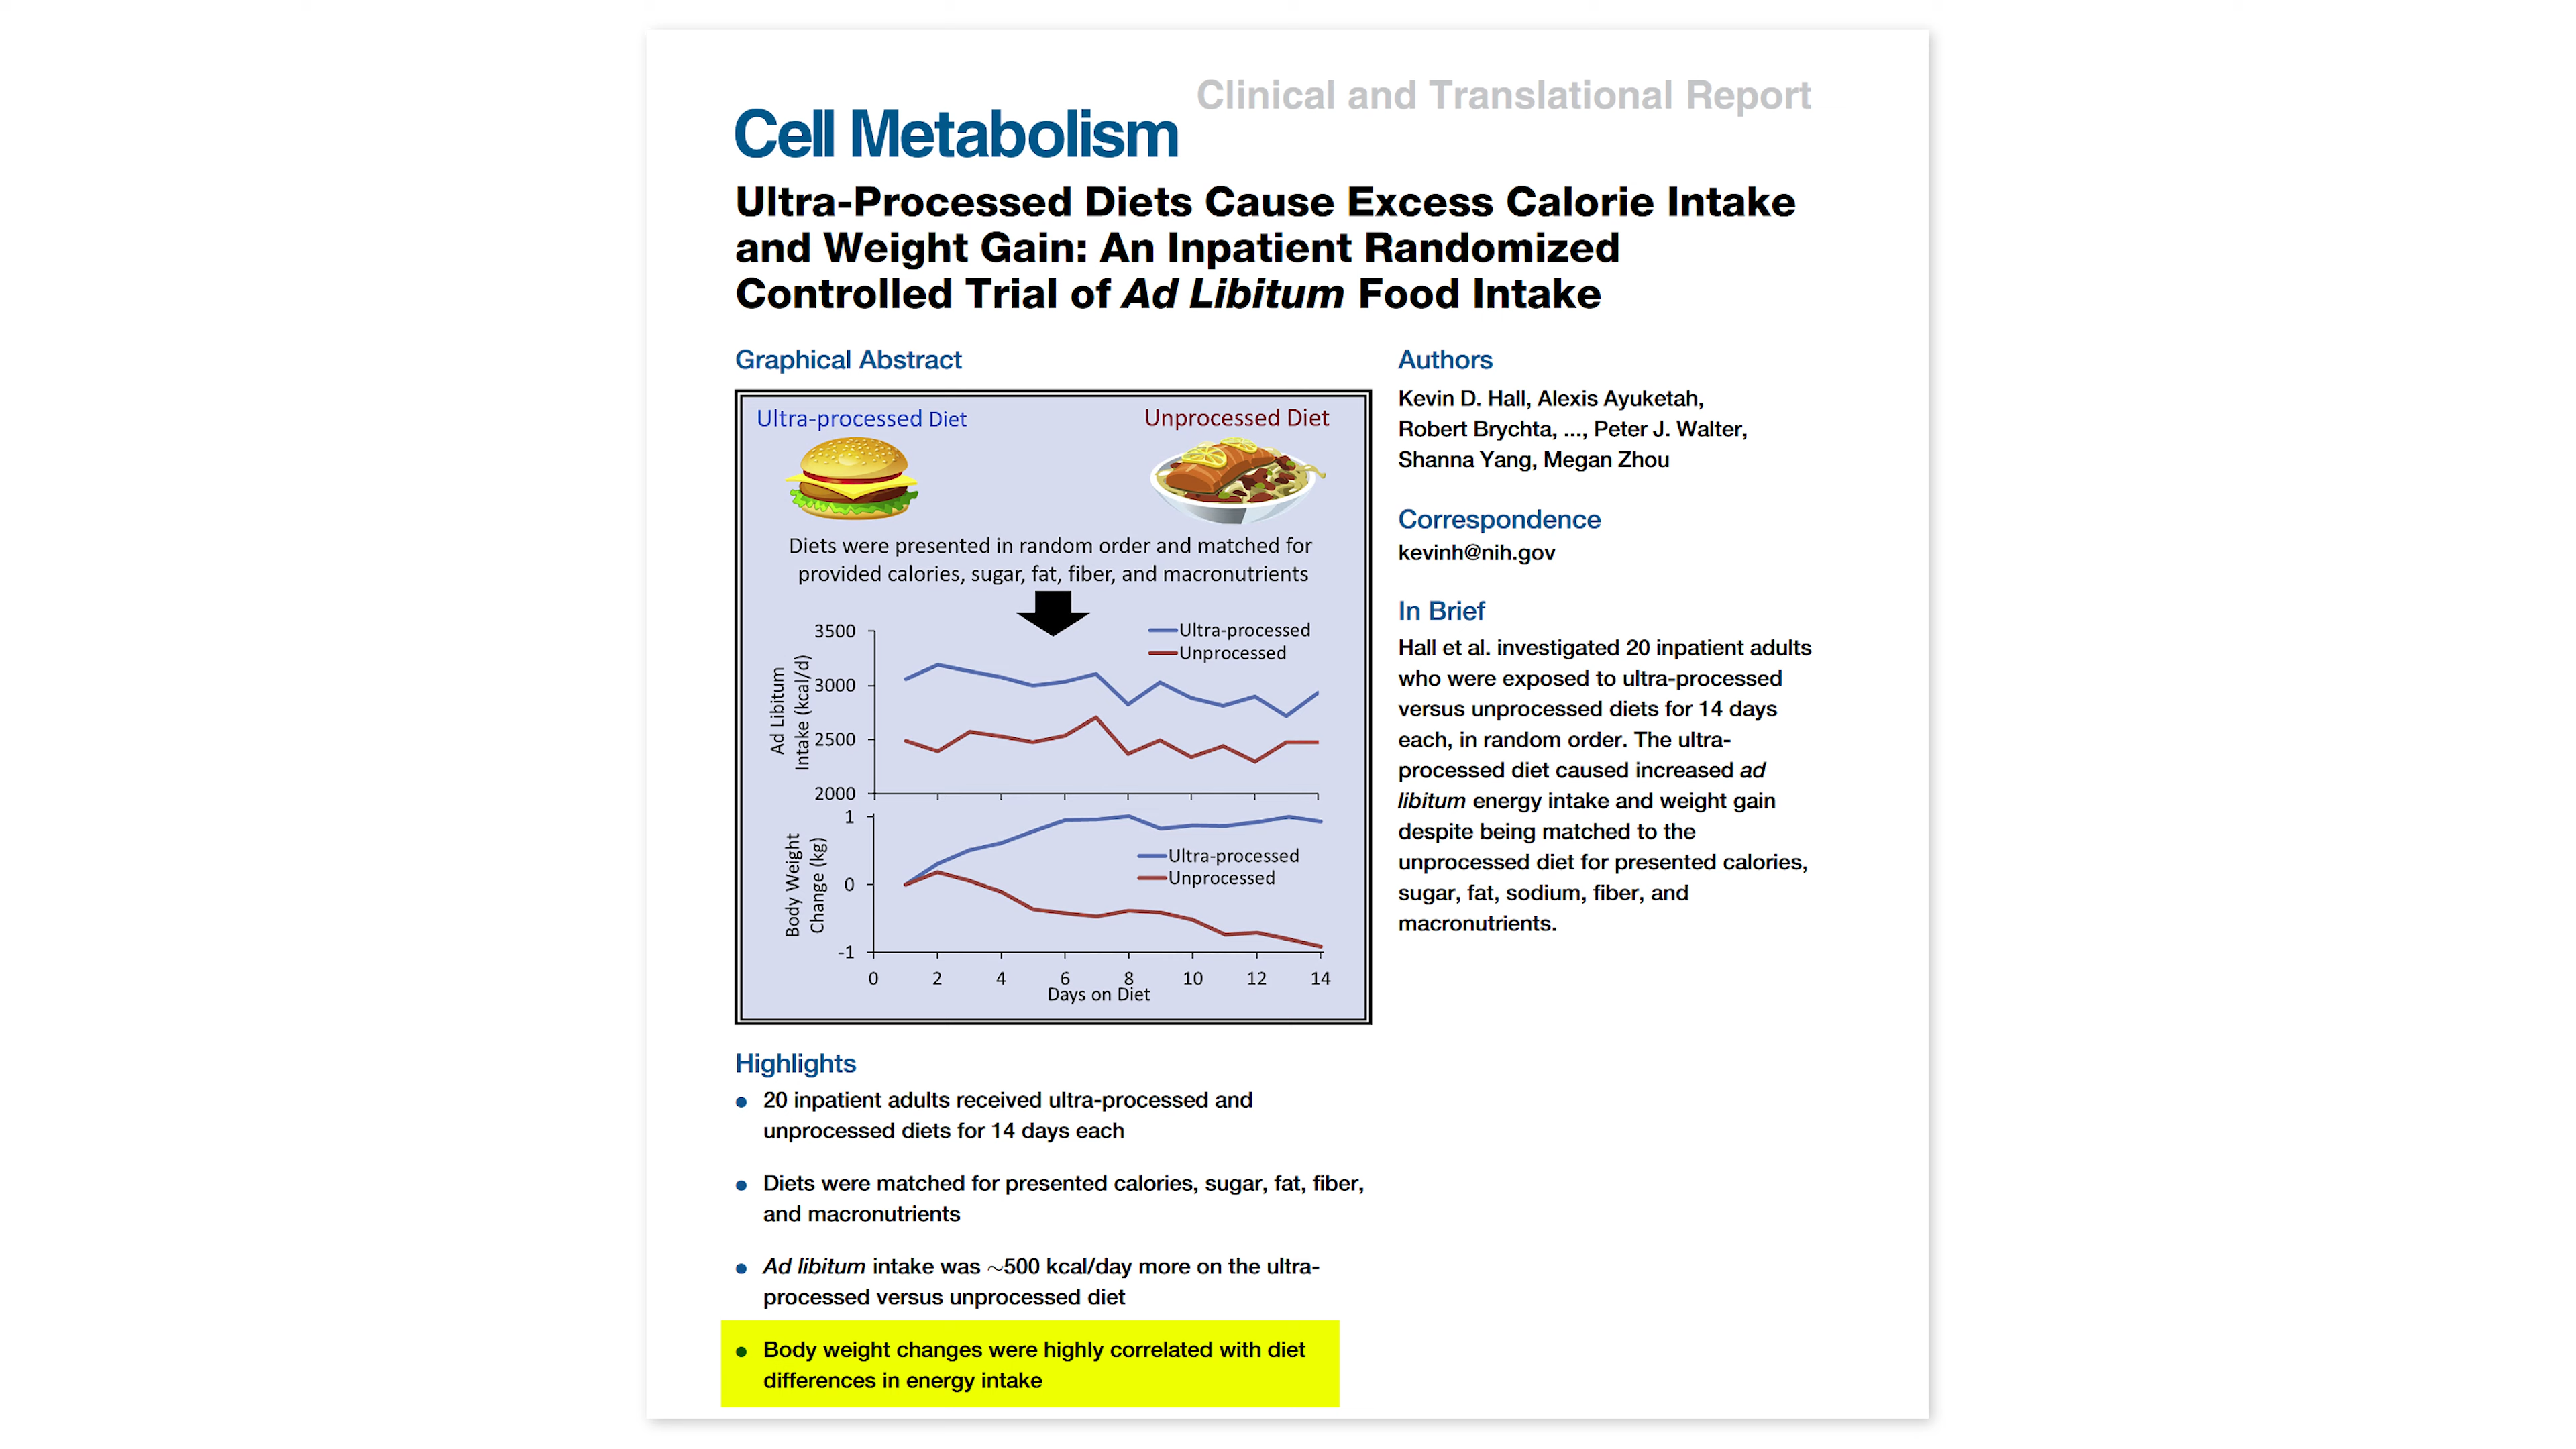 Clinical and Translational Report
Cell Metabolism
Ultra-Processed Diets Cause Excess Calorie Intake
and Weight Gain: An Inpatient Randomized
Controlled Trial of Ad Libitum Food Intake
Graphical Abstract
Ultra-processed Diet
Unprocessed Diet
Diets were presented in random order and matched for
provided calories, sugar, fat, fiber, and macronutrients
Ad Libitum
Intake (kcal/d)
3500
3000
2500
2000
Ultra-processed
Unprocessed
Body Weight
Change (kg)
1
0
-1
Ultra-processed
Unprocessed
0 2 4 6 8 10 12 14
Days on Diet
Highlights
• 20 inpatient adults received ultra-processed and
unprocessed diets for 14 days each
• Diets were matched for presented calories, sugar, fat, fiber,
and macronutrients
• Ad libitum intake was ~500 kcal/day more on the ultra-
processed versus unprocessed diet
• Body weight changes were highly correlated with diet
differences in energy intake
Authors
Kevin D. Hall, Alexis Ayuketah,
Robert Brychta, ..., Peter J. Walter,
Shanna Yang, Megan Zhou
Correspondence
kevinh@nih.gov
In Brief
Hall et al. investigated 20 inpatient adults
who were exposed to ultra-processed
versus unprocessed diets for 14 days
each, in random order. The ultra-
processed diet caused increased ad
libitum energy intake and weight gain
despite being matched to the
unprocessed diet for presented calories,
sugar, fat, sodium, fiber, and
macronutrients.